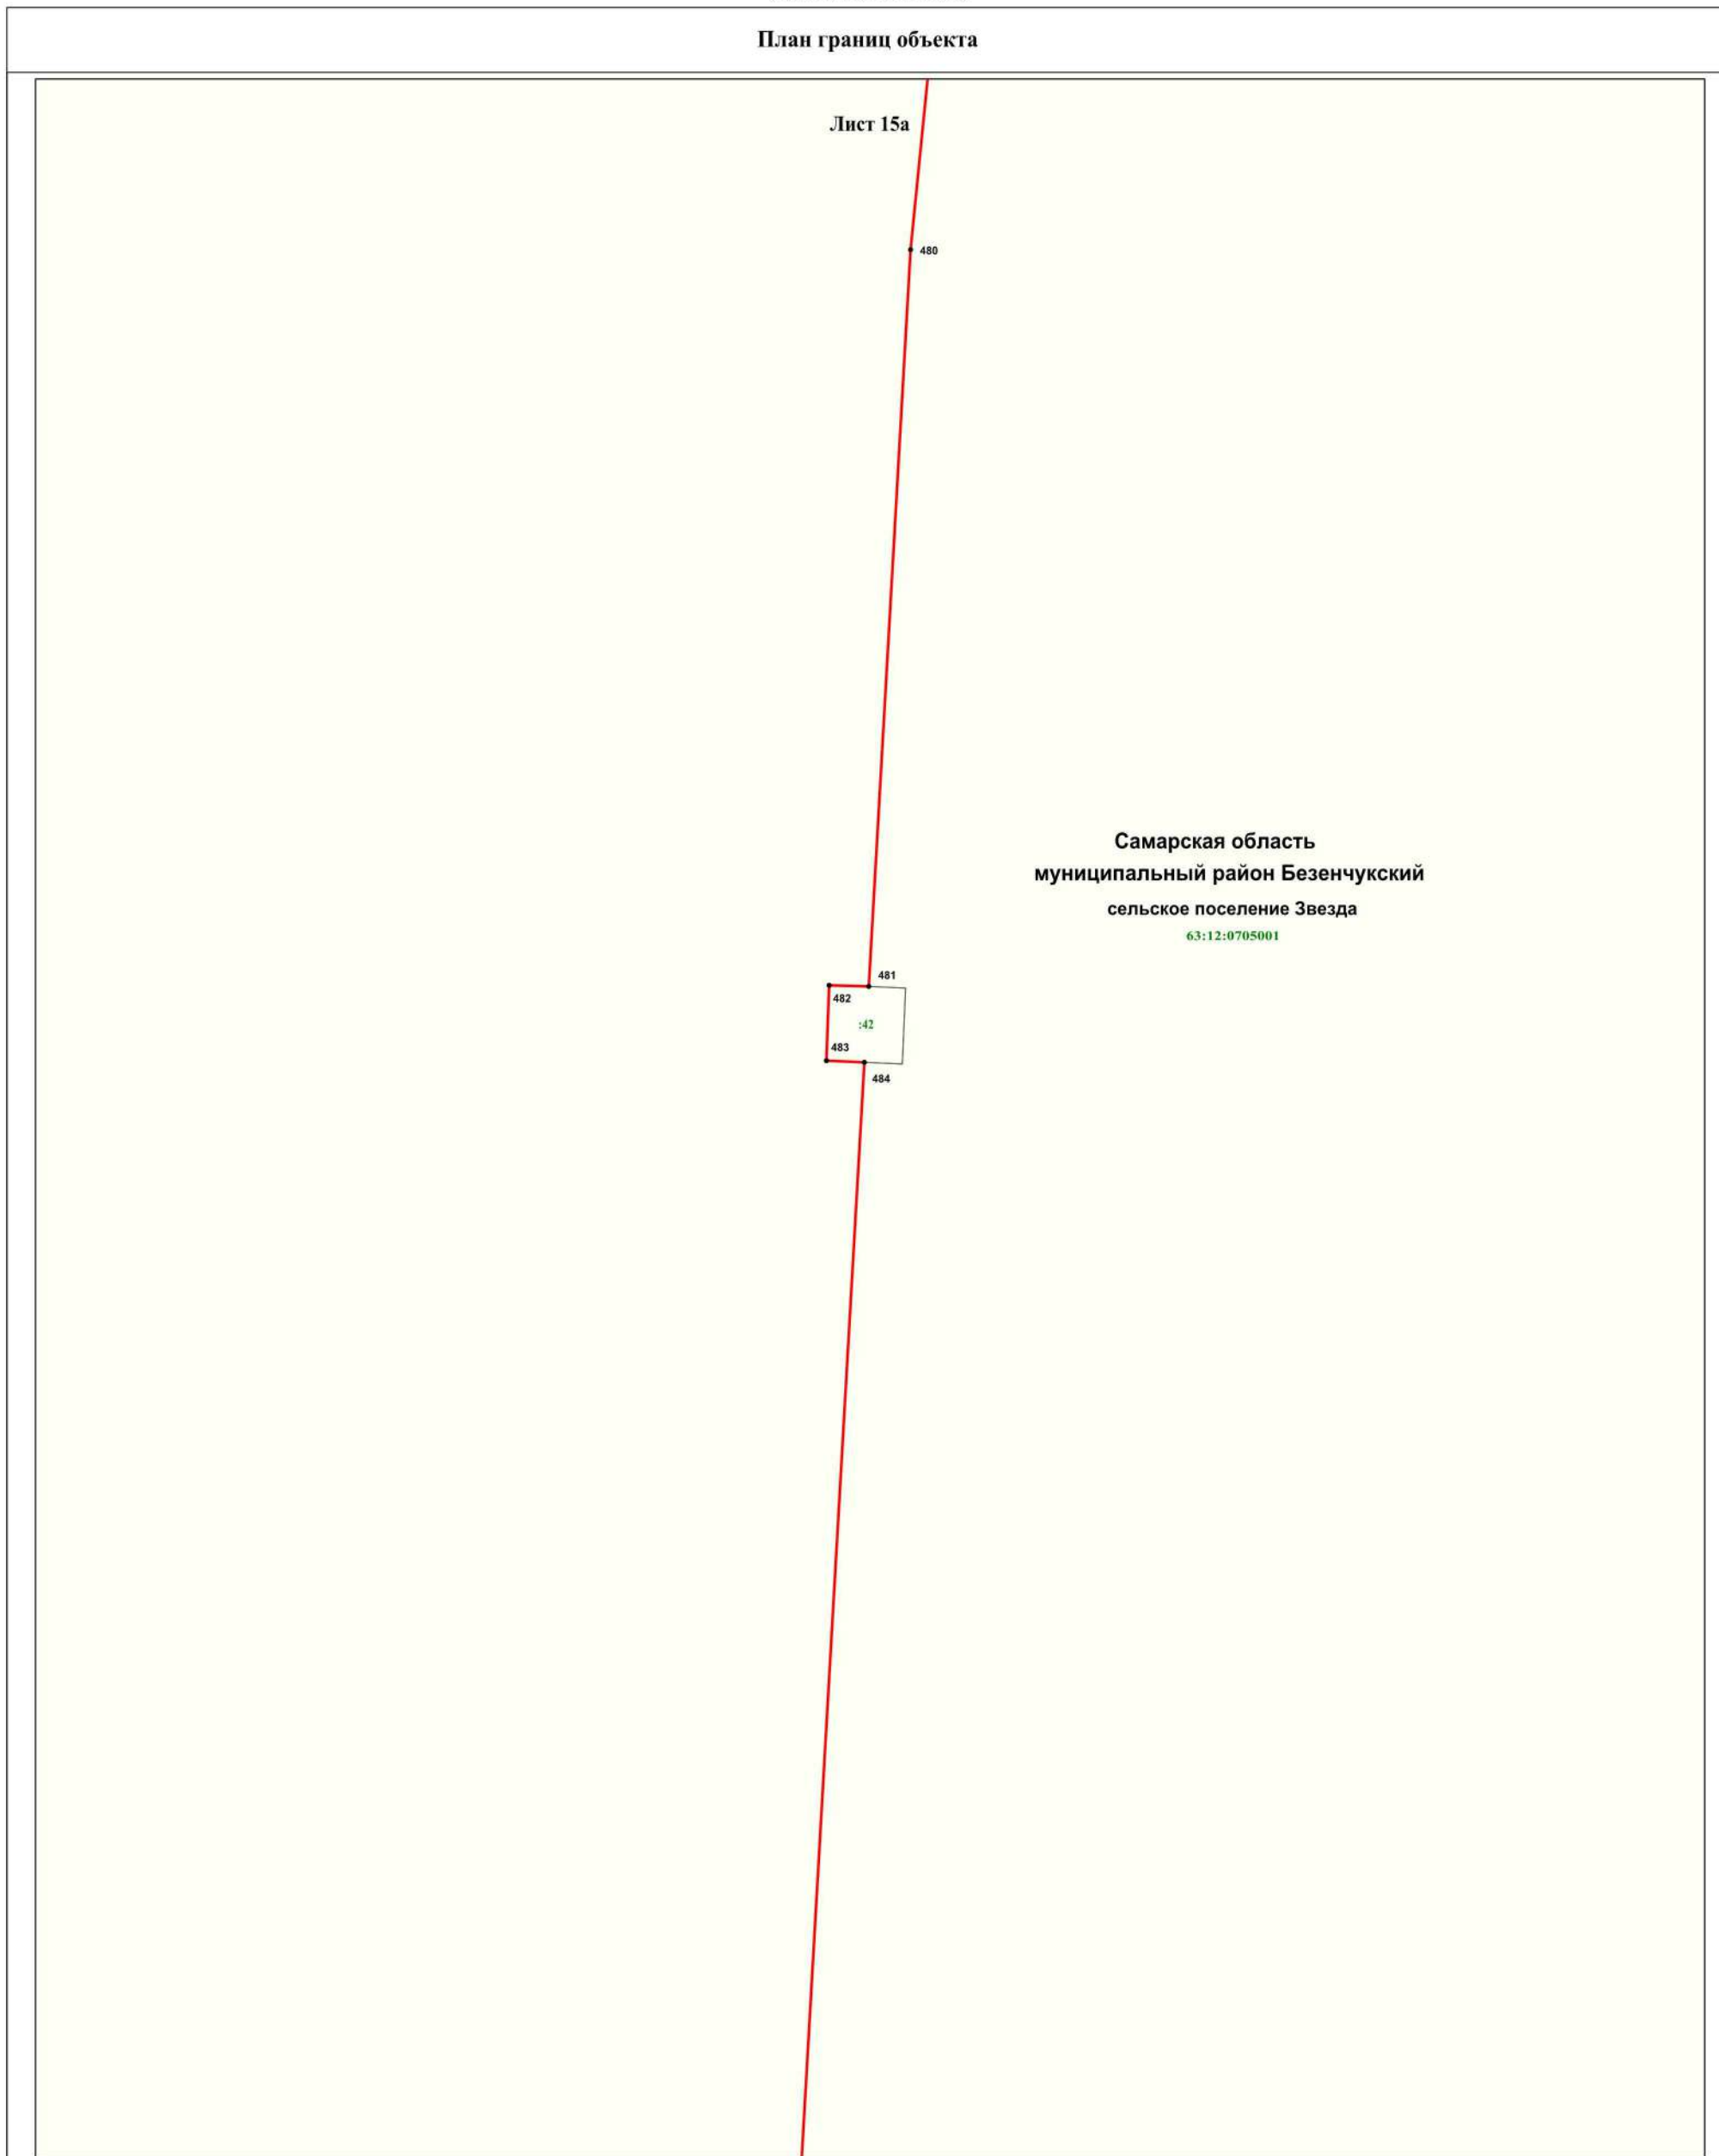 План границ объекта
Лист 15а
480
Самарская область
муниципальный район Безенчукский
сельское поселение Звезда
63:12:0705001
481
482
:42
483
484